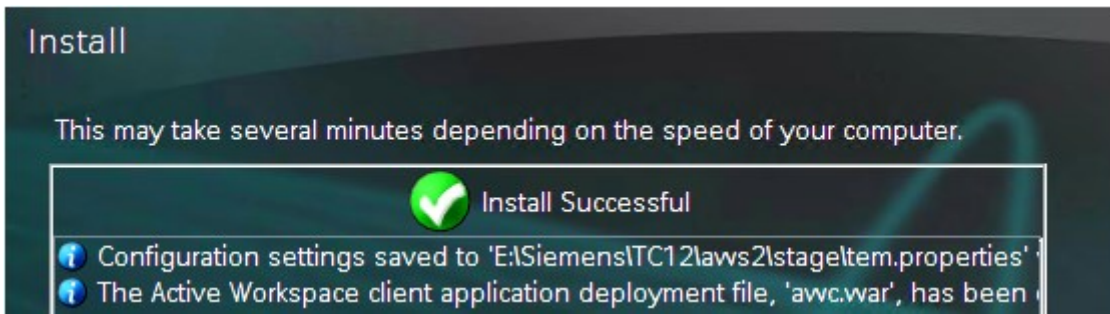 Install
This may take several minutes depending on the speed of your computer.
Install Successful
Configuration settings saved to 'E:\Siemens\TC12\aws2\stage\tem.properties'
The Active Workspace client application deployment file, 'awc.war', has been